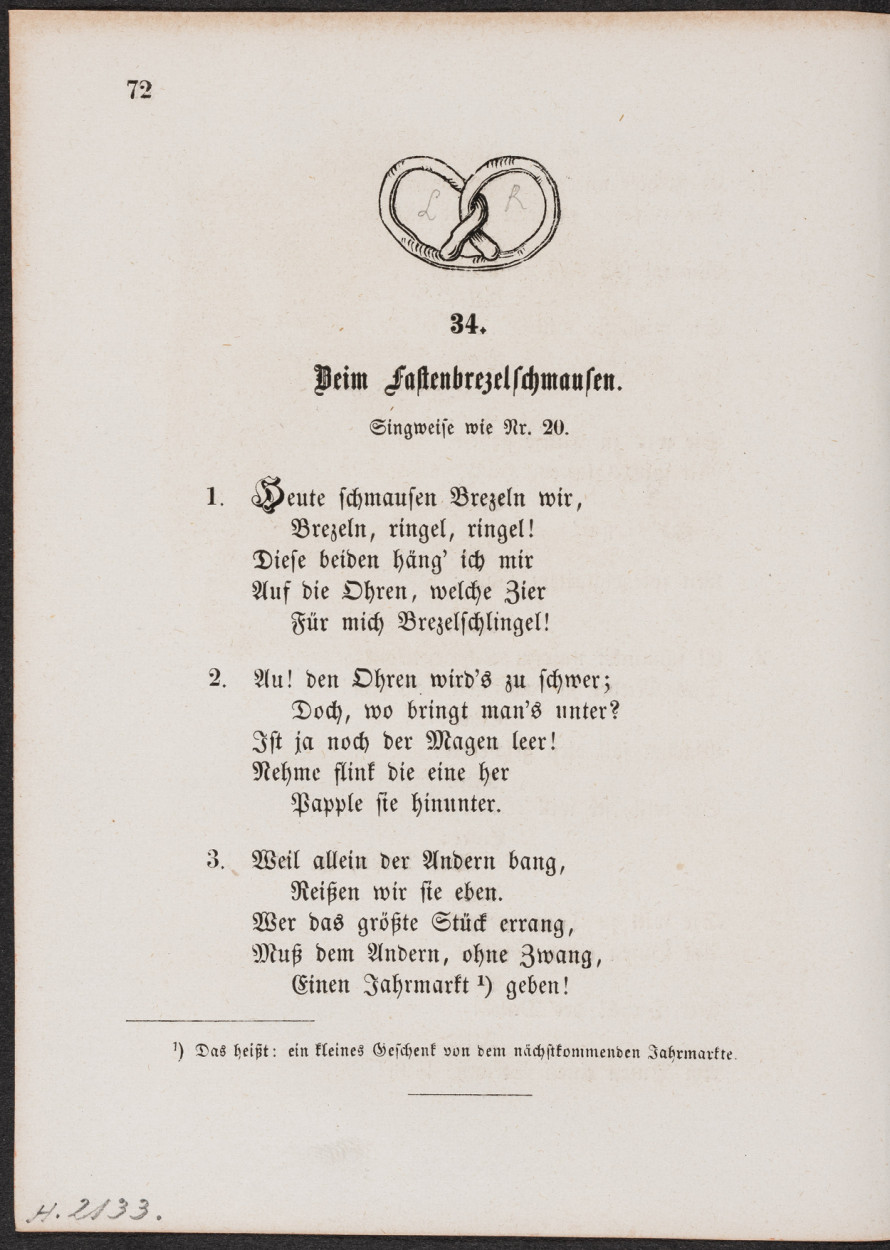 72
L R
34.
Beim Fastenbrezelschmausen.
Singweise wie Nr. 20.
1. Heute schmausen Brezeln wir,
Brezeln, ringel, ringel!
Diese beiden häng' ich mir
Auf die Ohren, welche Zier
Für mich Brezelschlingel!
2. Au! den Ohren wird's zu schwer;
Doch, wo bringt man's unter?
Ist ja noch der Magen leer!
Nehme flink die eine her
Papple sie hinunter.
3. Weil allein der Andern bang,
Reißen wir sie eben.
Wer das größte Stück errang,
Muß dem Andern, ohne Zwang,
Einen Jahrmarkt ¹) geben!
¹) Das heißt: ein kleines Geschenk von dem nächstkommenden Jahrmarkte.
H. 2133.